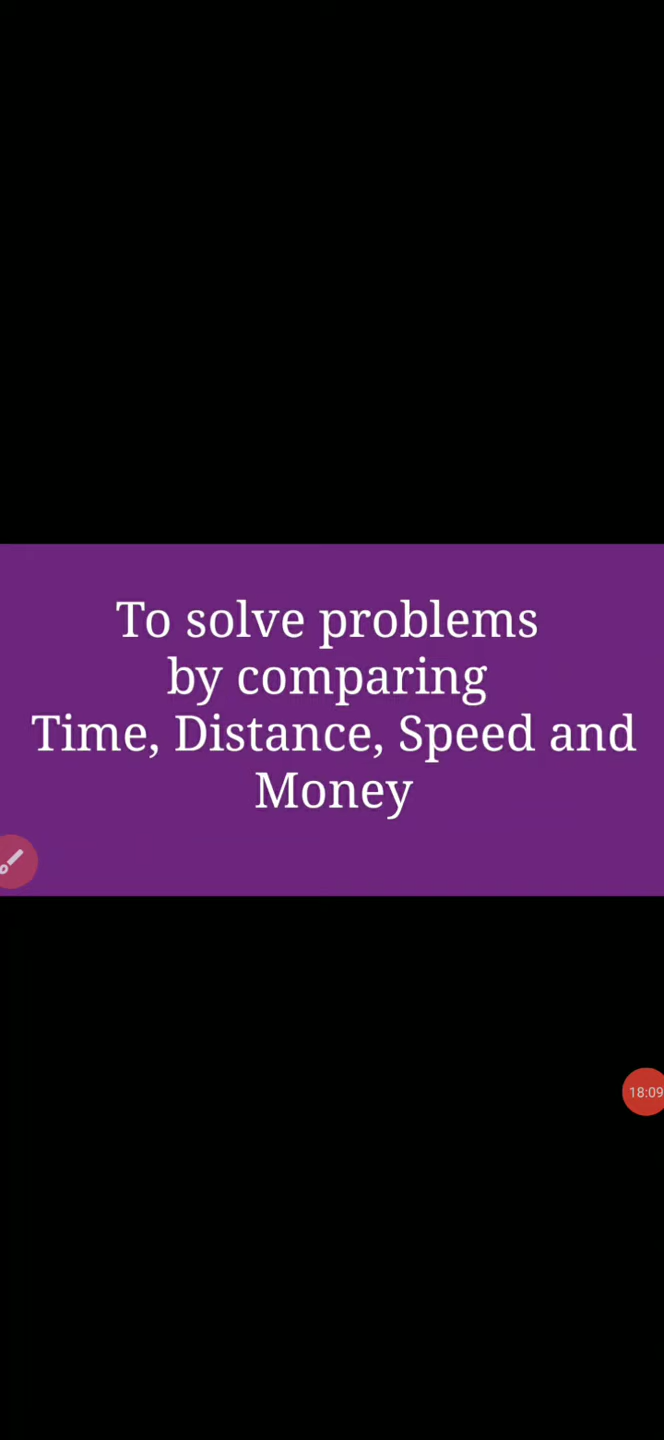 To solve problems
by comparing
Time, Distance, Speed and
Money
18:09